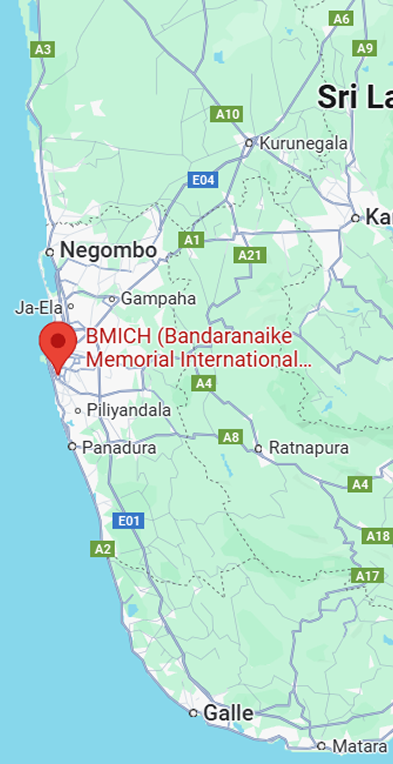 A6
A3
A9
Sri La
A10
Kurunegala
E04
Ka
A1
Negombo
A21
Gampaha
Ja-Ela
BMICH (Bandaranaike
Memorial International...
A4
Piliyandala
A8
Panadura
Ratnapura
A4
E01
A18
A2
A17
Galle
Matara